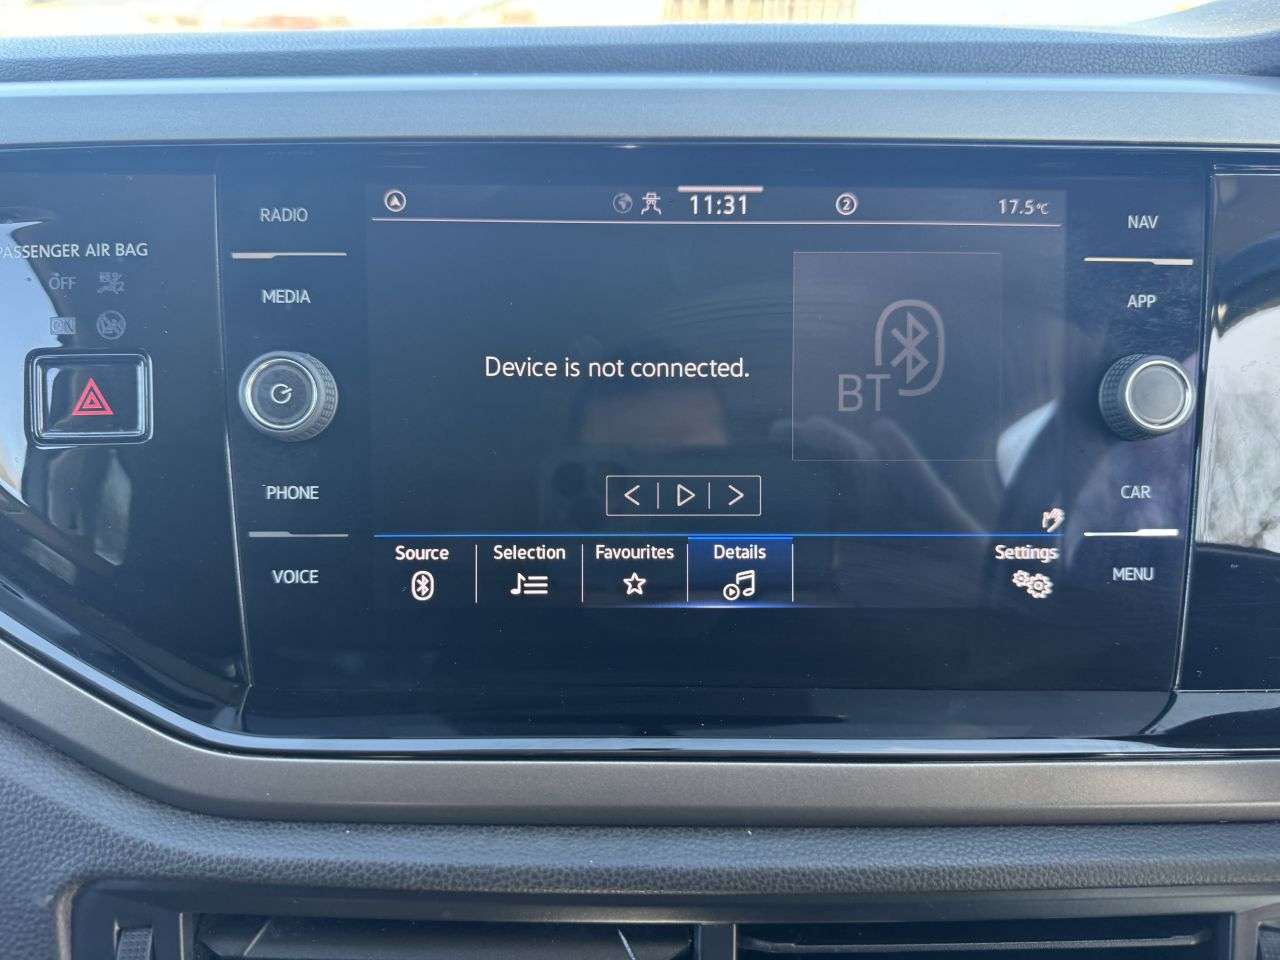 RADIO
MEDIA
PHONE
VOICE
PASSENGER AIR BAG
OFF
ON
11:31
2
17.5°C
Device is not connected.
BT
Source
Selection
Favourites
Details
Settings
NAV
APP
CAR
MENU